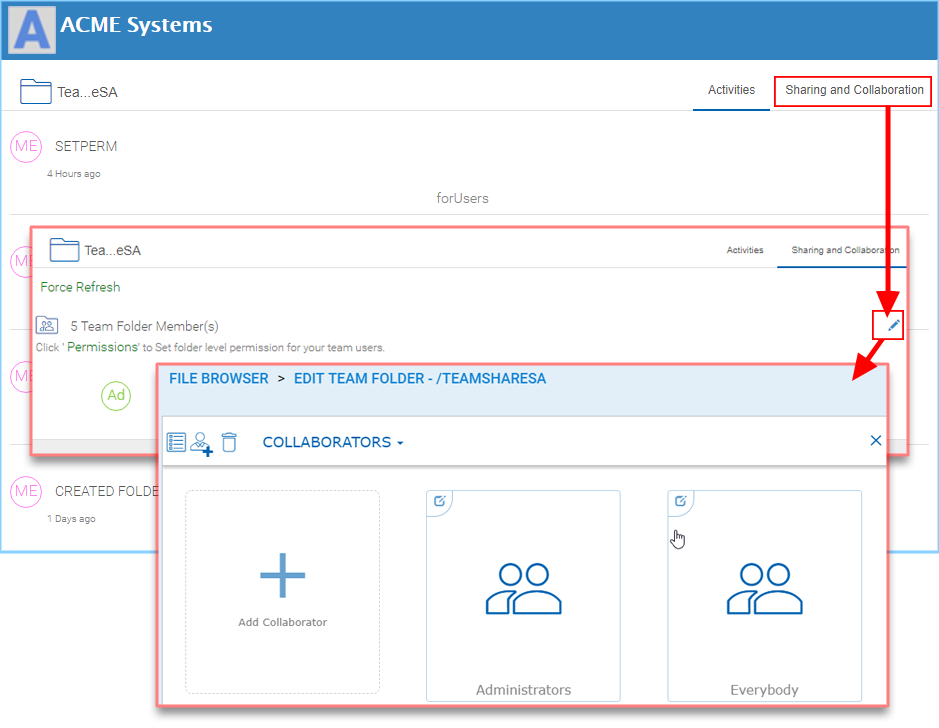 A ACME Systems
Tea...eSA
Activities
Sharing and Collaboration
ME SETPERM
4 Hours ago
forUsers
ME
Tea...eSA
Activities
Sharing and Collaboration
Force Refresh
5 Team Folder Member(s)
Click ' Permissions' to Set folder level permission for your team users.
ME
Ad
FILE BROWSER > EDIT TEAM FOLDER - /TEAMSHARESA
COLLABORATORS
ME CREATED FOLDE
1 Days ago
Add Collaborator
Administrators
Everybody